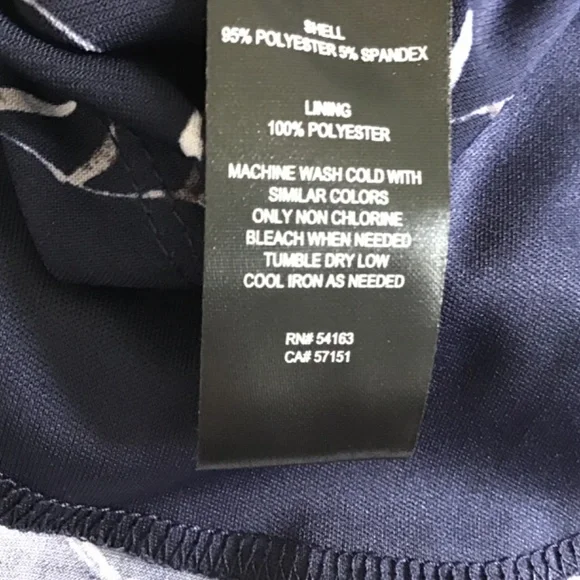 SHELL
95% POLYESTER 5% SPANDEX
LINING
100% POLYESTER
MACHINE WASH COLD WITH
SIMILAR COLORS
ONLY NON CHLORINE
BLEACH WHEN NEEDED
TUMBLE DRY LOW
COOL IRON AS NEEDED
RN# 54163
CA# 57151